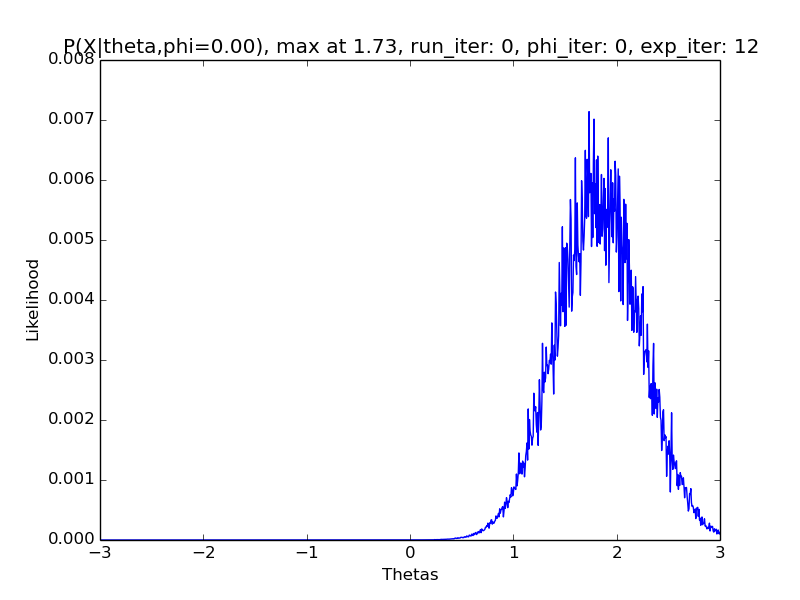 P(X|theta,phi=0.00), max at 1.73, run_iter: 0, phi_iter: 0, exp_iter: 12
0.008
0.007
0.006
0.005
0.004
0.003
0.002
0.001
0.000
Likelihood
−3 −2 −1 0 1 2 3
Thetas